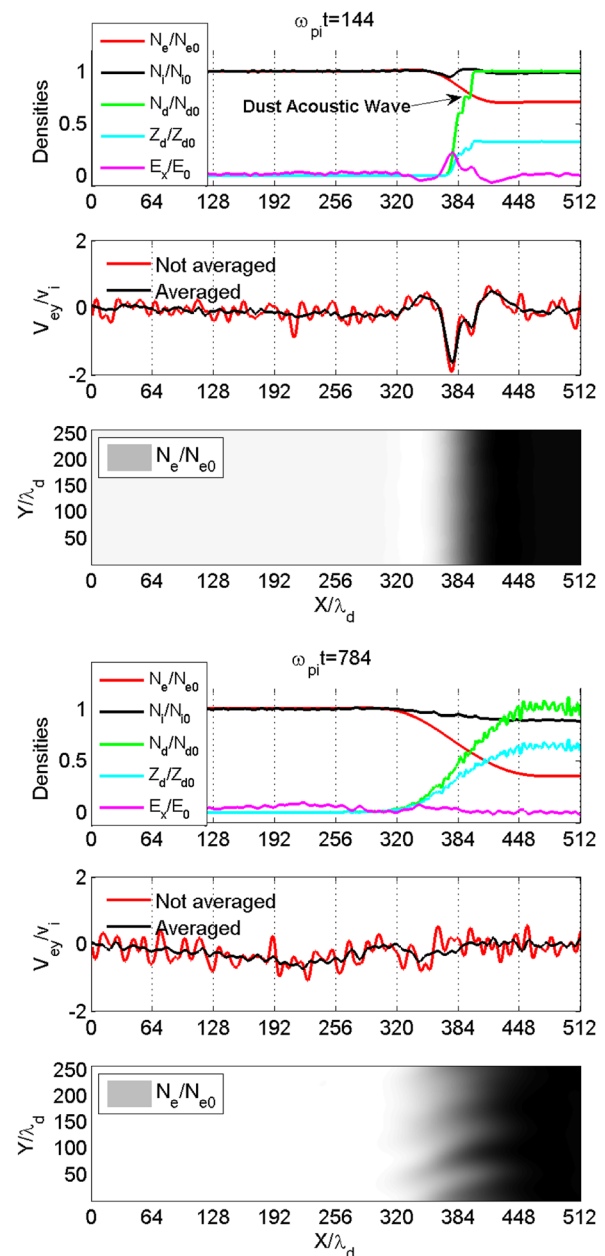 ω_pi t=144
N_e/N_e0
N_i/N_i0
N_d/N_d0
Z_d/Z_d0
E_x/E_0
Dust Acoustic Wave
Densities
1
0.5
0
0 64 128 192 256 320 384 448 512
Not averaged
Averaged
V_ey/v_i
2
0
-2
0 64 128 192 256 320 384 448 512
N_e/N_e0
Y/λ_d
250
200
150
100
50
0 64 128 192 256 320 384 448 512
X/λ_d
ω_pi t=784
N_e/N_e0
N_i/N_i0
N_d/N_d0
Z_d/Z_d0
E_x/E_0
Densities
1
0.5
0
0 64 128 192 256 320 384 448 512
Not averaged
Averaged
V_ey/v_i
2
0
-2
0 64 128 192 256 320 384 448 512
N_e/N_e0
Y/λ_d
250
200
150
100
50
0 64 128 192 256 320 384 448 512
X/λ_d